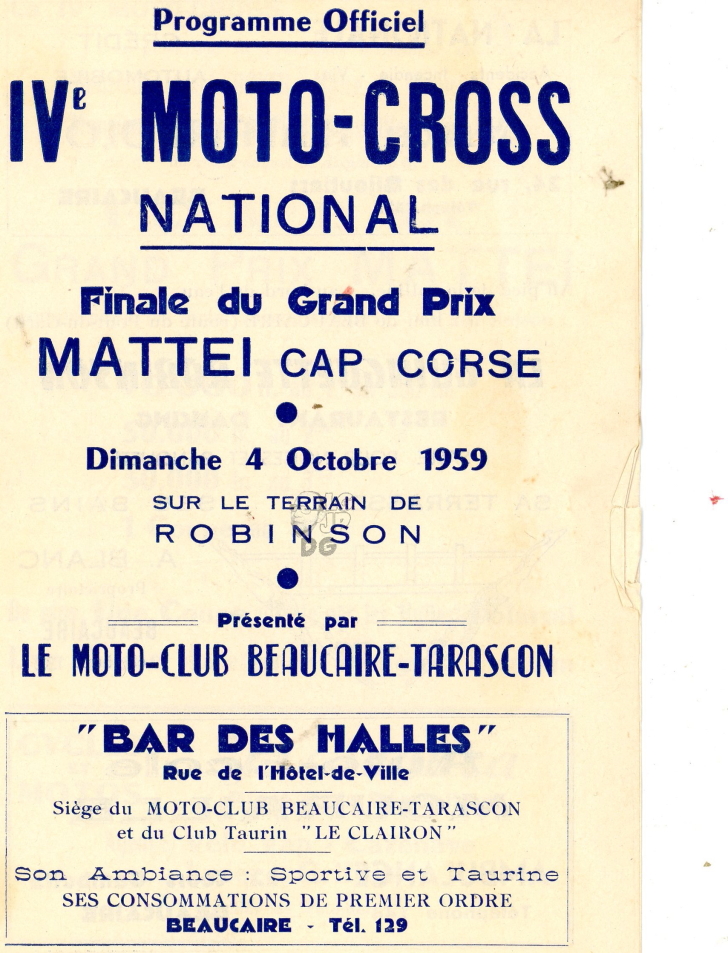 Programme Officiel
IVe MOTO-CROSS
NATIONAL
Finale du Grand Prix
MATTEI CAP CORSE
Dimanche 4 Octobre 1959
SUR LE TERRAIN DE
ROBINSON
Présenté par
LE MOTO-CLUB BEAUCAIRE-TARASCON
"BAR DES HALLES"
Rue de l'Hôtel-de-Ville
Siège du MOTO-CLUB BEAUCAIRE-TARASCON
et du Club Taurin "LE CLAIRON"
Son Ambiance : Sportive et Taurine
SES CONSOMMATIONS DE PREMIER ORDRE
BEAUCAIRE - Tél. 129